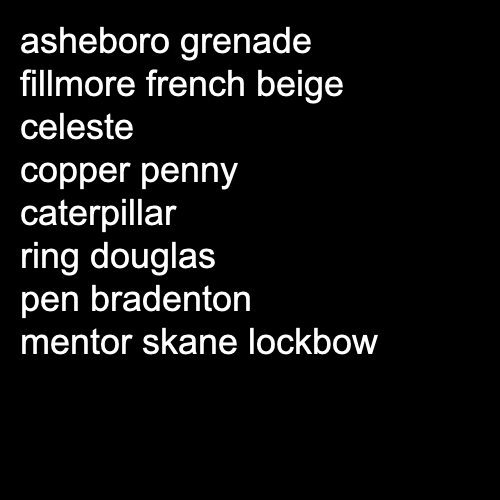 asheboro grenade
fillmore french beige
celeste
copper penny
caterpillar
ring douglas
pen bradenton
mentor skane lockbow